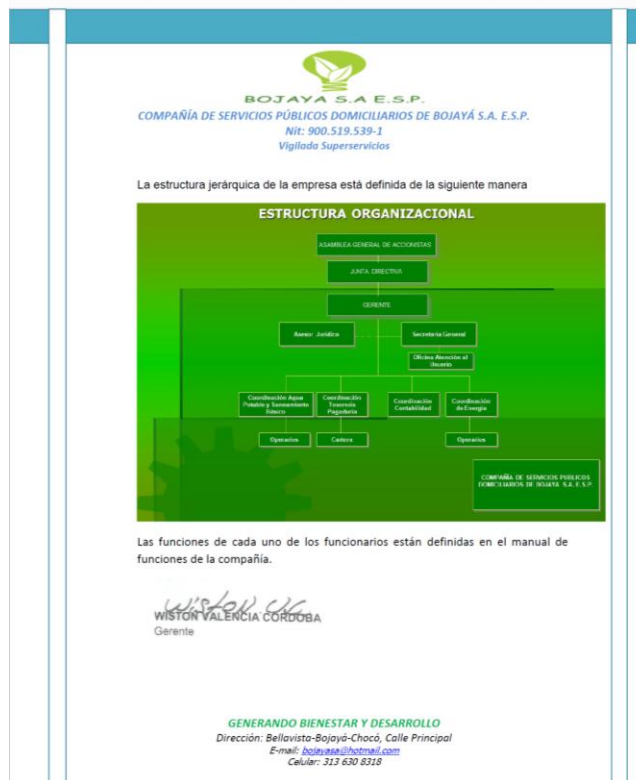 BOJAYA S.A E.S.P.
COMPAÑÍA DE SERVICIOS PÚBLICOS DOMICILIARIOS DE BOJAYÁ S.A. E.S.P.
Nit: 900.519.539-1
Vigilada Superservicios
La estructura jerárquica de la empresa está definida de la siguiente manera
ESTRUCTURA ORGANIZACIONAL
ASAMBLEA GENERAL DE ACCIONISTAS
JUNTA DIRECTIVA
GERENTE
Asesor Jurídico
Secretaria General
Oficina Atención al
Usuario
Coordinación Agua
Potable y Saneamiento
Básico
Coordinación
Tesorería
Pagaduría
Coordinación
Contabilidad
Coordinación
de Energía
Operarios
Cartera
Operarios
COMPAÑÍA DE SERVICIOS PUBLICOS
DOMICILIARIOS DE BOJAYA S.A. E.S.P
Las funciones de cada uno de los funcionarios están definidas en el manual de
funciones de la compañía.
WISTON VALENCIA CORDOBA
Gerente
GENERANDO BIENESTAR Y DESARROLLO
Dirección: Bellavista-Bojayá-Chocó, Calle Principal
E-mail: bojayasa@hotmail.com
Celular: 313 630 8318